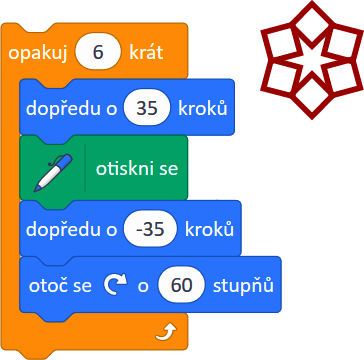 opakuj 6 krát
dopředu o 35 kroků
otiskni se
dopředu o -35 kroků
otoč se o 60 stupňů